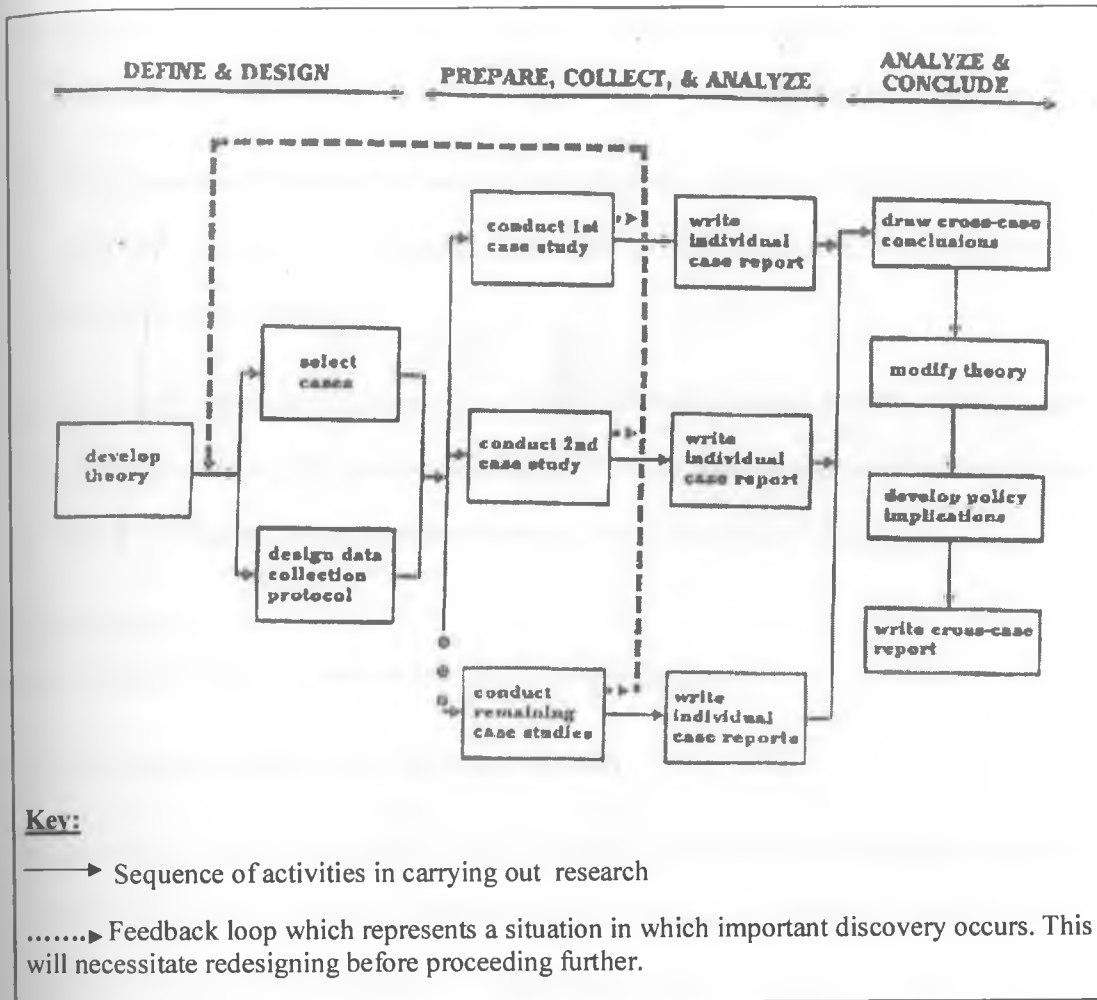 DEFINE & DESIGN
PREPARE, COLLECT, & ANALYZE
ANALYZE &
CONCLUDE
develop
theory
select
cases
design data
collection
protocol
conduct 1st
case study
conduct 2nd
case study
conduct
remaining
case studies
write
individual
case report
write
individual
case report
write
individual
case reports
draw cross-case
conclusions
modify theory
develop policy
implications
write cross-case
report
Key:
Sequence of activities in carrying out research
Feedback loop which represents a situation in which important discovery occurs. This
will necessitate redesigning before proceeding further.